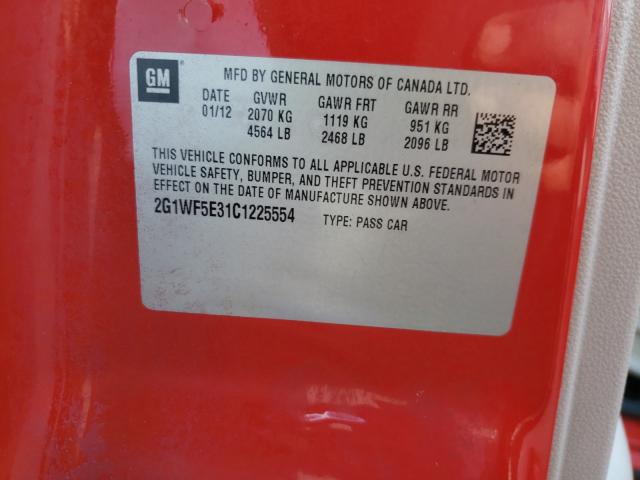 GM
MFD BY GENERAL MOTORS OF CANADA LTD.
DATE GVWR GAWR FRT GAWR RR
01/12 2070 KG 1119 KG 951 KG
4564 LB 2468 LB 2096 LB
THIS VEHICLE CONFORMS TO ALL APPLICABLE U.S. FEDERAL MOTOR
VEHICLE SAFETY, BUMPER, AND THEFT PREVENTION STANDARDS IN
EFFECT ON THE DATE OF MANUFACTURE SHOWN ABOVE.
2G1WF5E31C1225554 TYPE: PASS CAR